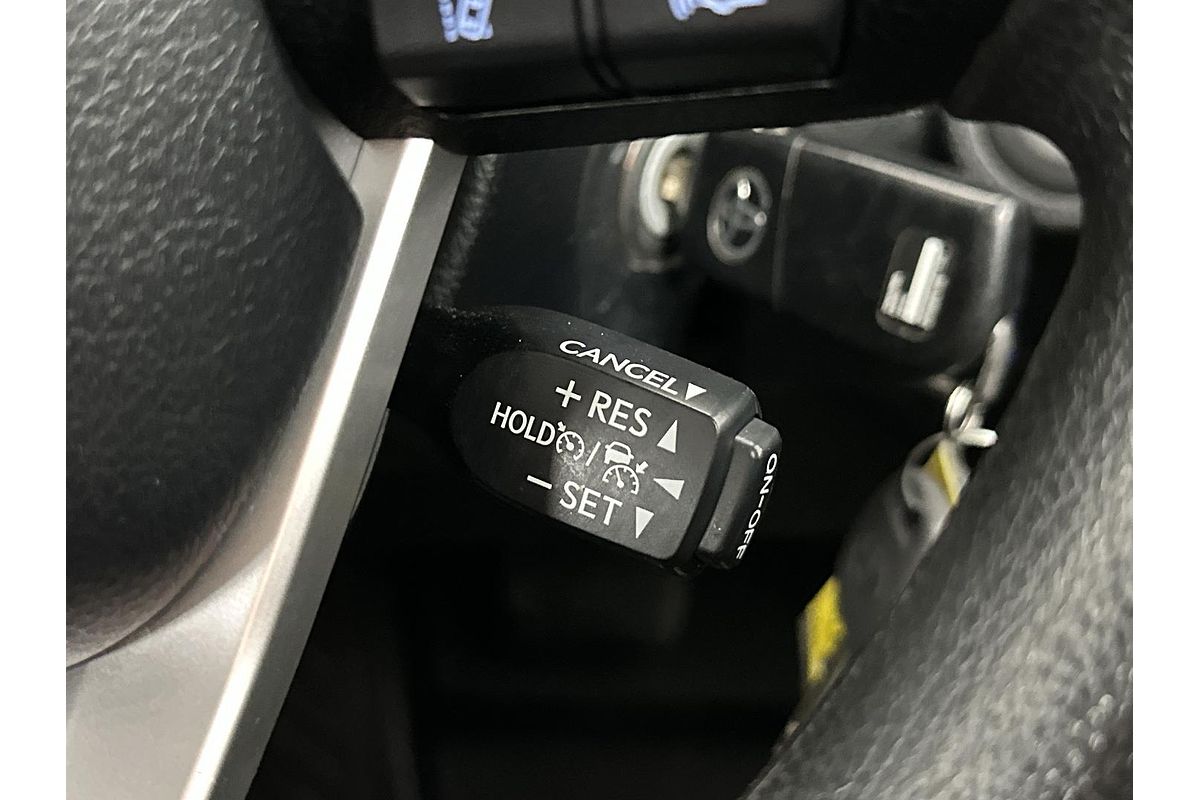 CANCEL
+ RES
HOLD /
- SET
ON-OFF